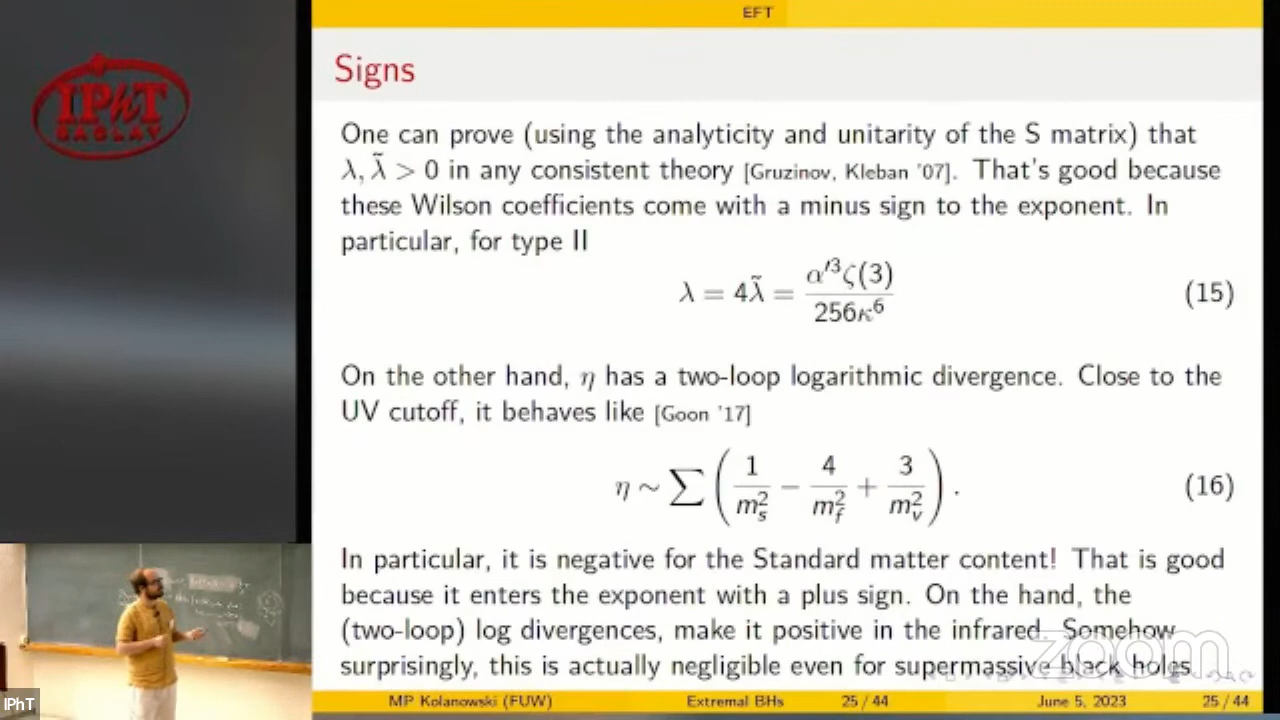 EFT
IPhT
SACLAY
Signs
One can prove (using the analyticity and unitarity of the S matrix) that
λ, λ̃ > 0 in any consistent theory [Gruzinov, Kleban '07]. That's good because
these Wilson coefficients come with a minus sign to the exponent. In
particular, for type II
λ = 4λ̃ = α′³ζ(3) / 256κ⁶ (15)
On the other hand, η has a two-loop logarithmic divergence. Close to the
UV cutoff, it behaves like [Goon '17]
η ∼ ∑ (1/m_s² − 4/m_f² + 3/m_v²) . (16)
In particular, it is negative for the Standard matter content! That is good
because it enters the exponent with a plus sign. On the hand, the
(two-loop) log divergences, make it positive in the infrared. Somehow
surprisingly, this is actually negligible even for supermassive black holes.
zoom
IPhT
MP Kolanowski (FUW) Extremal BHs 25 / 44 June 5, 2023 25 / 44